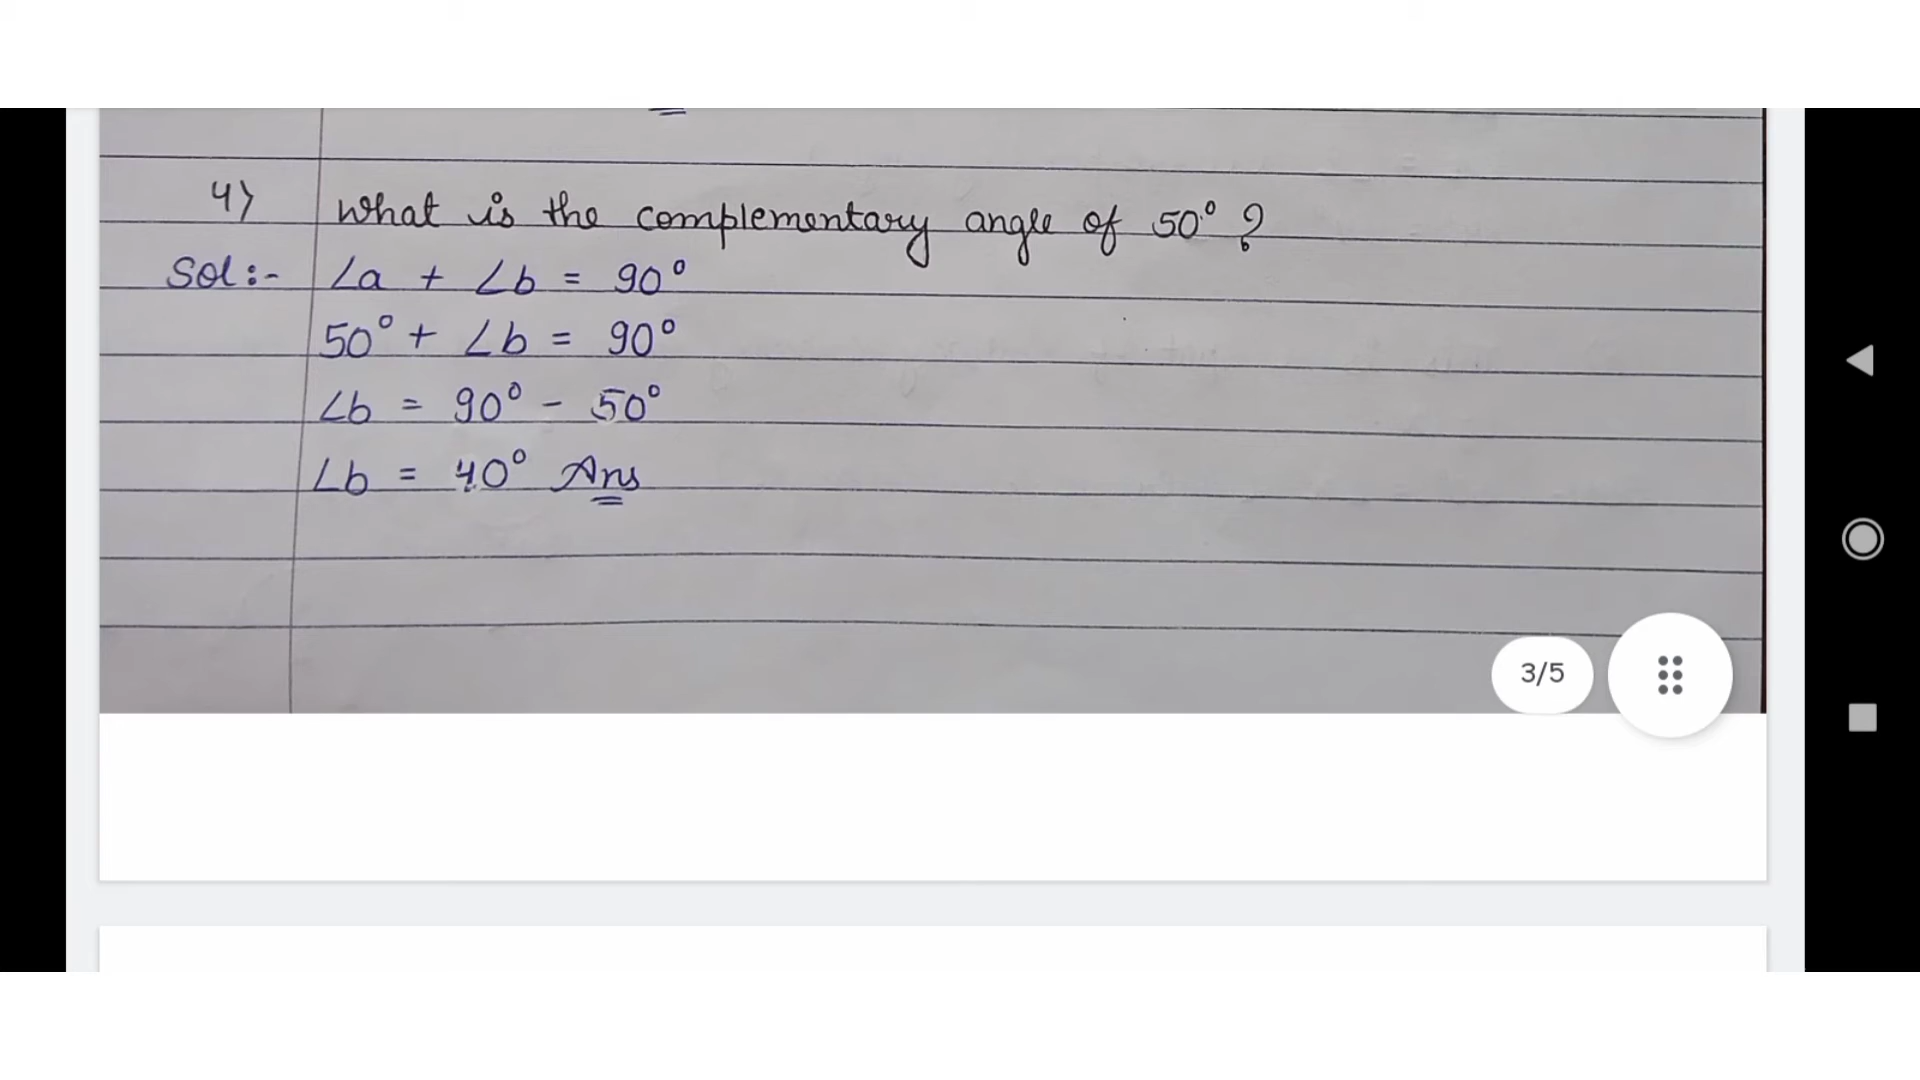 4) What is the complementary angle of 50° ?
Sol:- ∠a + ∠b = 90°
50° + ∠b = 90°
∠b = 90° - 50°
∠b = 40° Ans
3/5